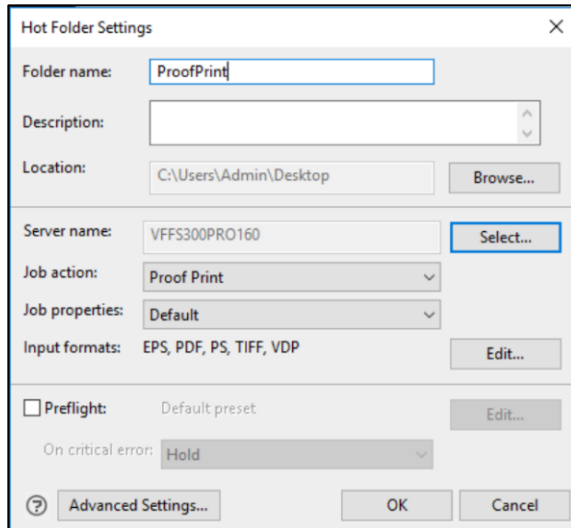 Hot Folder Settings
Folder name: ProofPrint
Description:
Location: C:\Users\Admin\Desktop Browse...
Server name: VFFS300PRO160 Select...
Job action: Proof Print
Job properties: Default
Input formats: EPS, PDF, PS, TIFF, VDP Edit...
Preflight: Default preset Edit...
On critical error: Hold
? Advanced Settings... OK Cancel